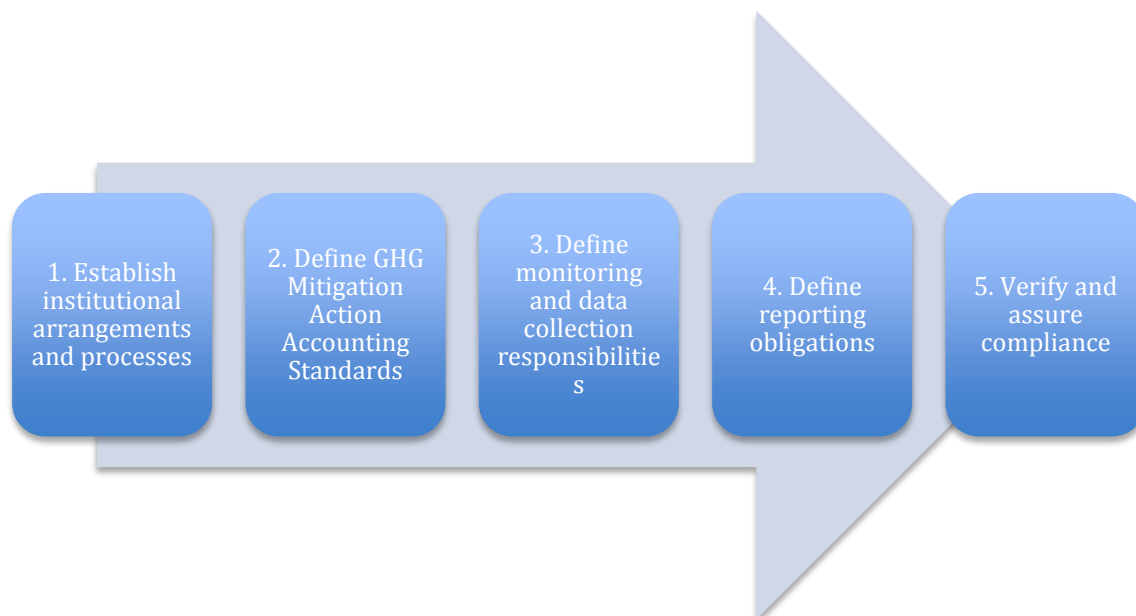 1. Establish
institutional
arrangements
and processes
2. Define GHG
Mitigation
Action
Accounting
Standards
3. Define
monitoring
and data
collection
responsibilitie
s
4. Define
reporting
obligations
5. Verify and
assure
compliance